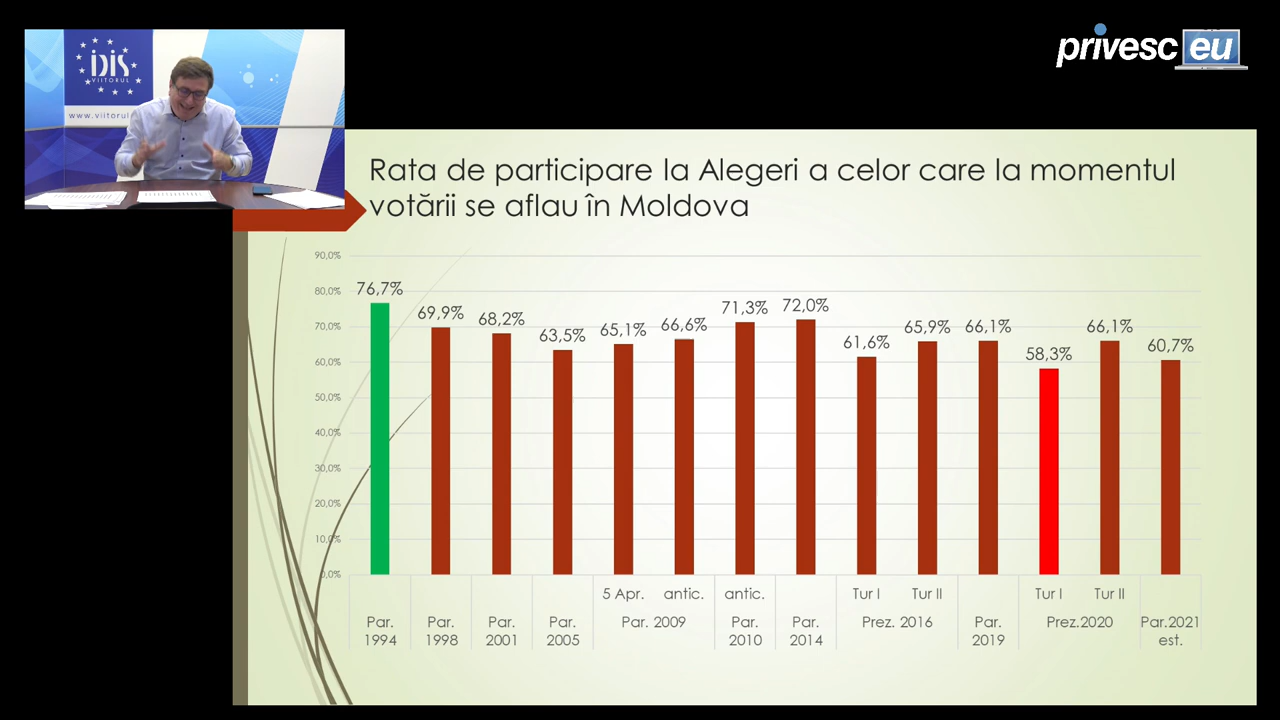 IDIS
VIITORUL
www.viitorul
privesc eu
Rata de participare la Alegeri a celor care la momentul
votării se aflau în Moldova
90,0%
80,0%
70,0%
60,0%
50,0%
40,0%
30,0%
20,0%
10,0%
0,0%
76,7%
69,9%
68,2%
63,5%
65,1%
66,6%
71,3%
72,0%
61,6%
65,9%
66,1%
58,3%
66,1%
60,7%
5 Apr. antic. antic. Tur I Tur II Tur I Tur II
Par. Par. Par. Par. Par. 2009 Par. Par. Prez. 2016 Par. Prez.2020 Par.2021
1994 1998 2001 2005 2010 2014 2019 est.